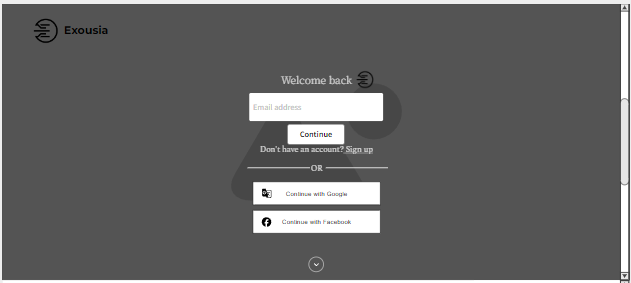 Exousia
Welcome back
Email address
Continue
Don't have an account? Sign up
OR
Continue with Google
Continue with Facebook